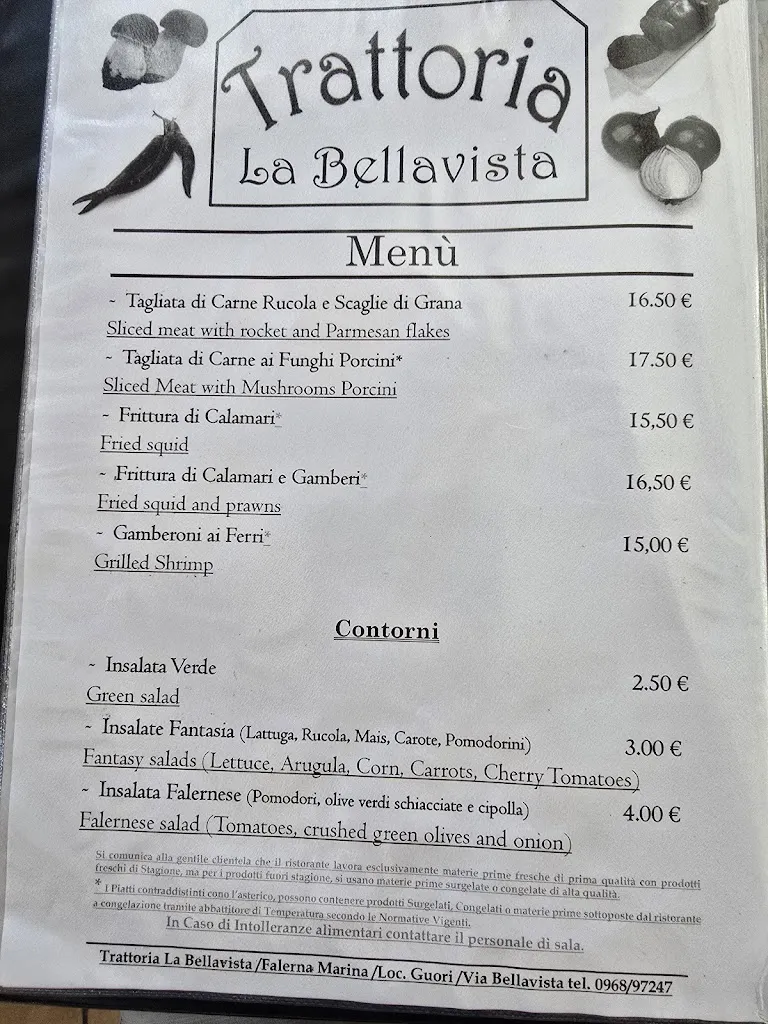 Trattoria
La Bellavista
Menù
~ Tagliata di Carne Rucola e Scaglie di Grana 16.50 €
Sliced meat with rocket and Parmesan flakes
~ Tagliata di Carne ai Funghi Porcini* 17.50 €
Sliced Meat with Mushrooms Porcini
~ Frittura di Calamari* 15,50 €
Fried squid
~ Frittura di Calamari e Gamberi* 16,50 €
Fried squid and prawns
~ Gamberoni ai Ferri* 15,00 €
Grilled Shrimp
Contorni
~ Insalata Verde 2.50 €
Green salad
~ Insalate Fantasia (Lattuga, Rucola, Mais, Carote, Pomodorini) 3.00 €
Fantasy salads (Lettuce, Arugula, Corn, Carrots, Cherry Tomatoes)
~ Insalata Falernese (Pomodori, olive verdi schiacciate e cipolla) 4.00 €
Falernese salad (Tomatoes, crushed green olives and onion)
Si comunica alla gentile clientela che il ristorante lavora esclusivamente materie prime fresche di prima qualità con prodotti
freschi di Stagione, ma per i prodotti fuori stagione, si usano materie prime surgelate o congelate di alta qualità.
* I Piatti contraddistinti cono l'asterico, possono contenere prodotti Surgelati, Congelati o materie prime sottoposte dal ristorante
a congelazione tramite abbattitore di Temperatura secondo le Normative Vigenti.
In Caso di Intolleranze alimentari contattare il personale di sala.
Trattoria La Bellavista /Falerna Marina /Loc. Guori /Via Bellavista tel. 0968/97247